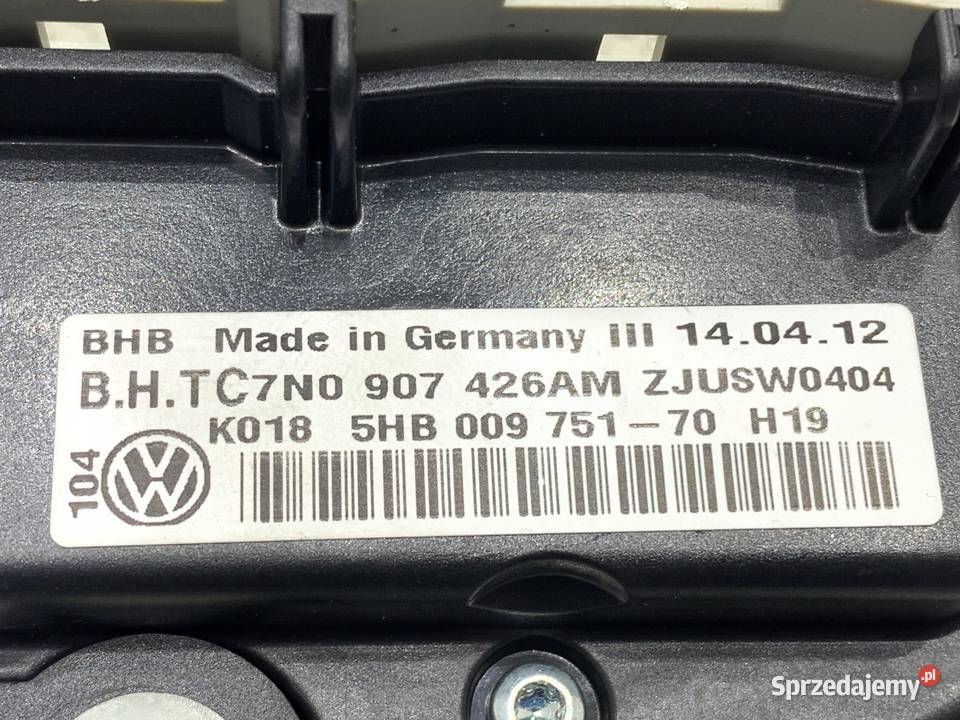 BHB Made in Germany III 14.04.12
B.H.TC7N0 907 426AM ZJUSW0404
K018 5HB 009 751-70 H19
104
Sprzedajemy.pl